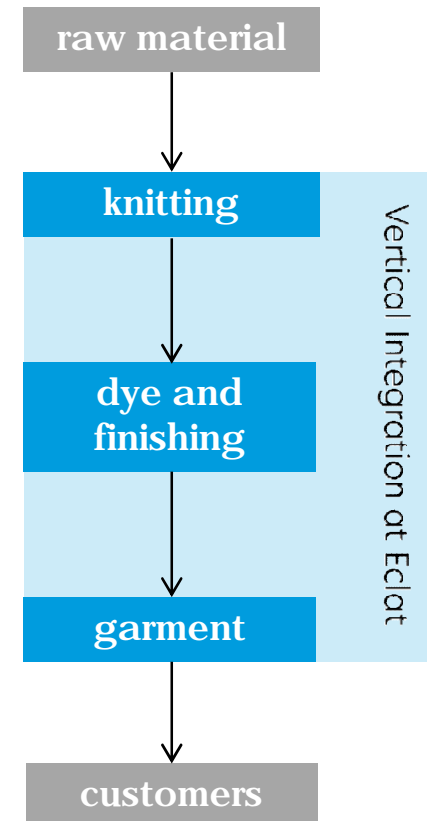 raw material
knitting
dye and
finishing
garment
customers
Vertical Integration at Eclat